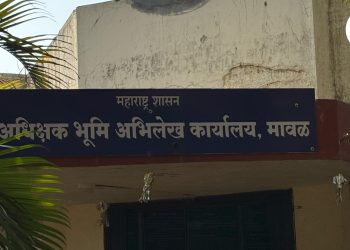 महाराष्ट्र शासन
अधिक्षक भूमि अभिलेख कार्यालय, मावळ